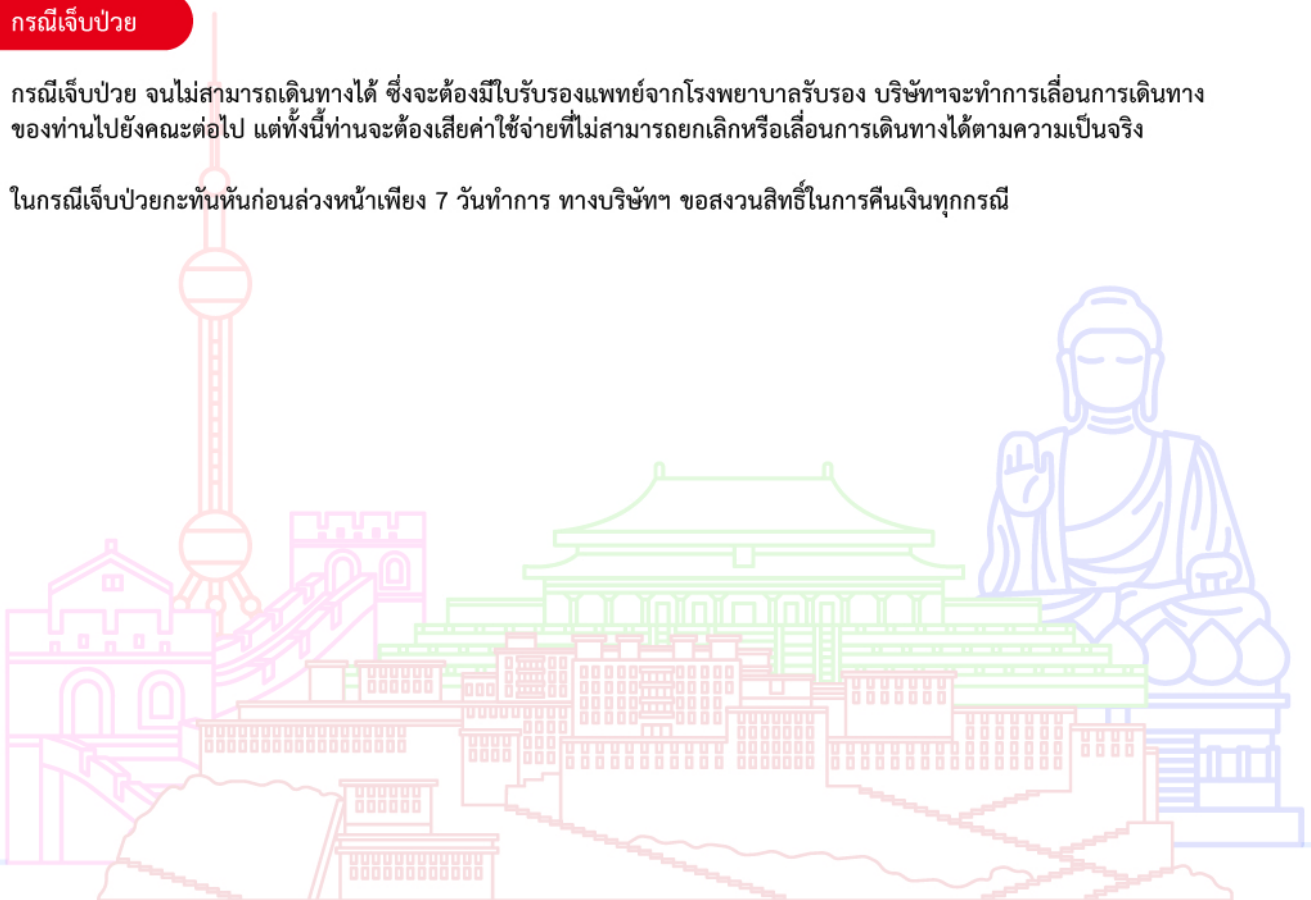 กรณีเจ็บป่วย
กรณีเจ็บป่วย จนไม่สามารถเดินทางได้ ซึ่งจะต้องมีใบรับรองแพทย์จากโรงพยาบาลรับรอง บริษัทฯจะทำการเลื่อนการเดินทาง
ของท่านไปยังคณะต่อไป แต่ทั้งนี้ท่านจะต้องเสียค่าใช้จ่ายที่ไม่สามารถยกเลิกหรือเลื่อนการเดินทางได้ตามความเป็นจริง
ในกรณีเจ็บป่วยกะทันหันก่อนล่วงหน้าเพียง 7 วันทำการ ทางบริษัทฯ ขอสงวนสิทธิ์ในการคืนเงินทุกกรณี